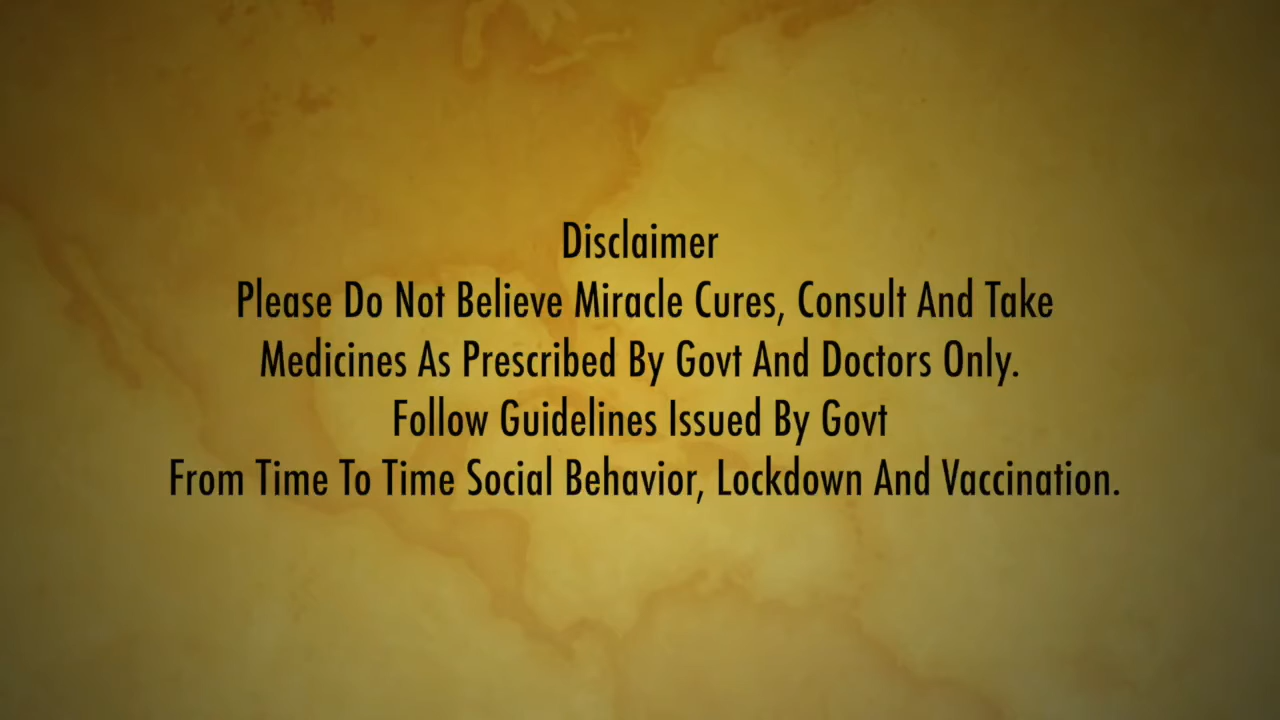 Disclaimer
Please Do Not Believe Miracle Cures, Consult And Take
Medicines As Prescribed By Govt And Doctors Only.
Follow Guidelines Issued By Govt
From Time To Time Social Behavior, Lockdown And Vaccination.